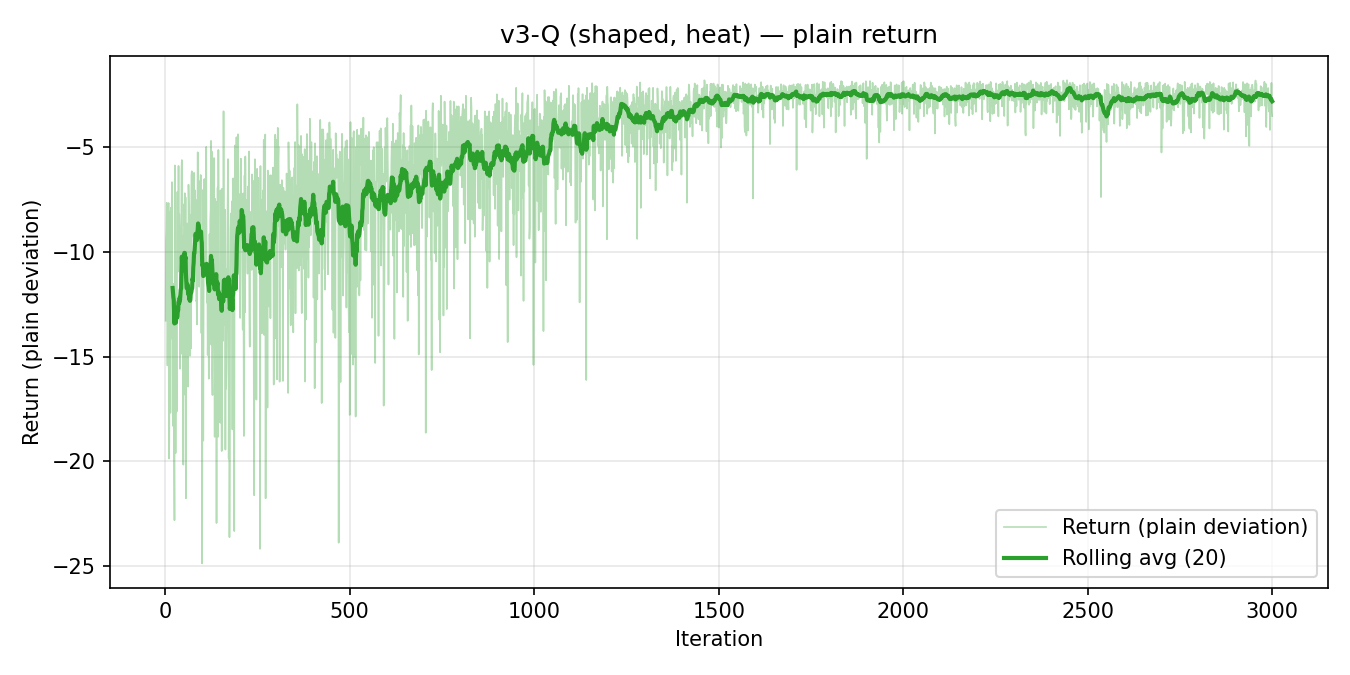 v3-Q (shaped, heat) — plain return
Return (plain deviation)
−5
−10
−15
−20
−25
0
500
1000
1500
2000
2500
3000
Iteration
Return (plain deviation)
Rolling avg (20)